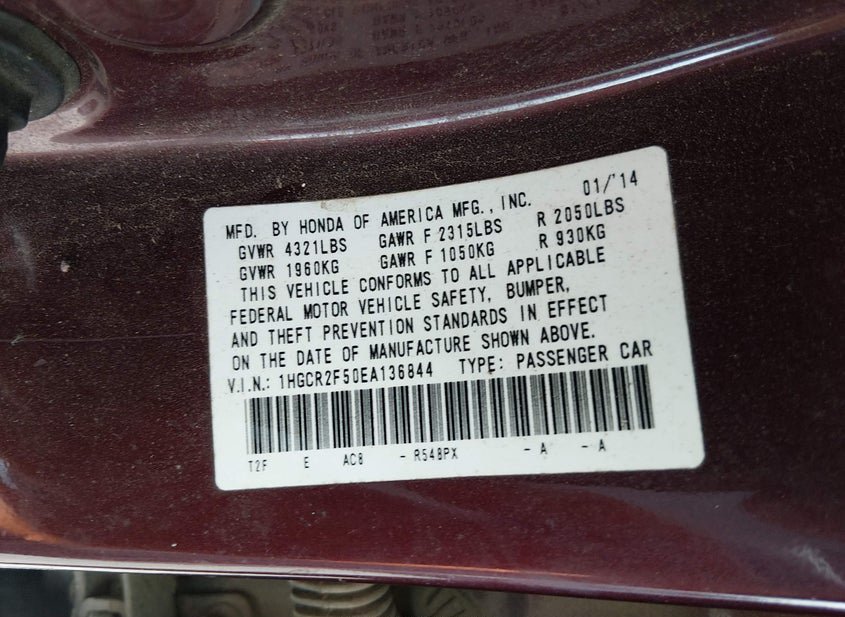 MFD. BY HONDA OF AMERICA MFG., INC. 01/'14
GVWR 4321LBS GAWR F 2315LBS R 2050LBS
GVWR 1960KG GAWR F 1050KG R 930KG
THIS VEHICLE CONFORMS TO ALL APPLICABLE
FEDERAL MOTOR VEHICLE SAFETY, BUMPER,
AND THEFT PREVENTION STANDARDS IN EFFECT
ON THE DATE OF MANUFACTURE SHOWN ABOVE.
V.I.N.: 1HGCR2F50EA136844 TYPE: PASSENGER CAR
T2F E AC8 - R548PX - A - A